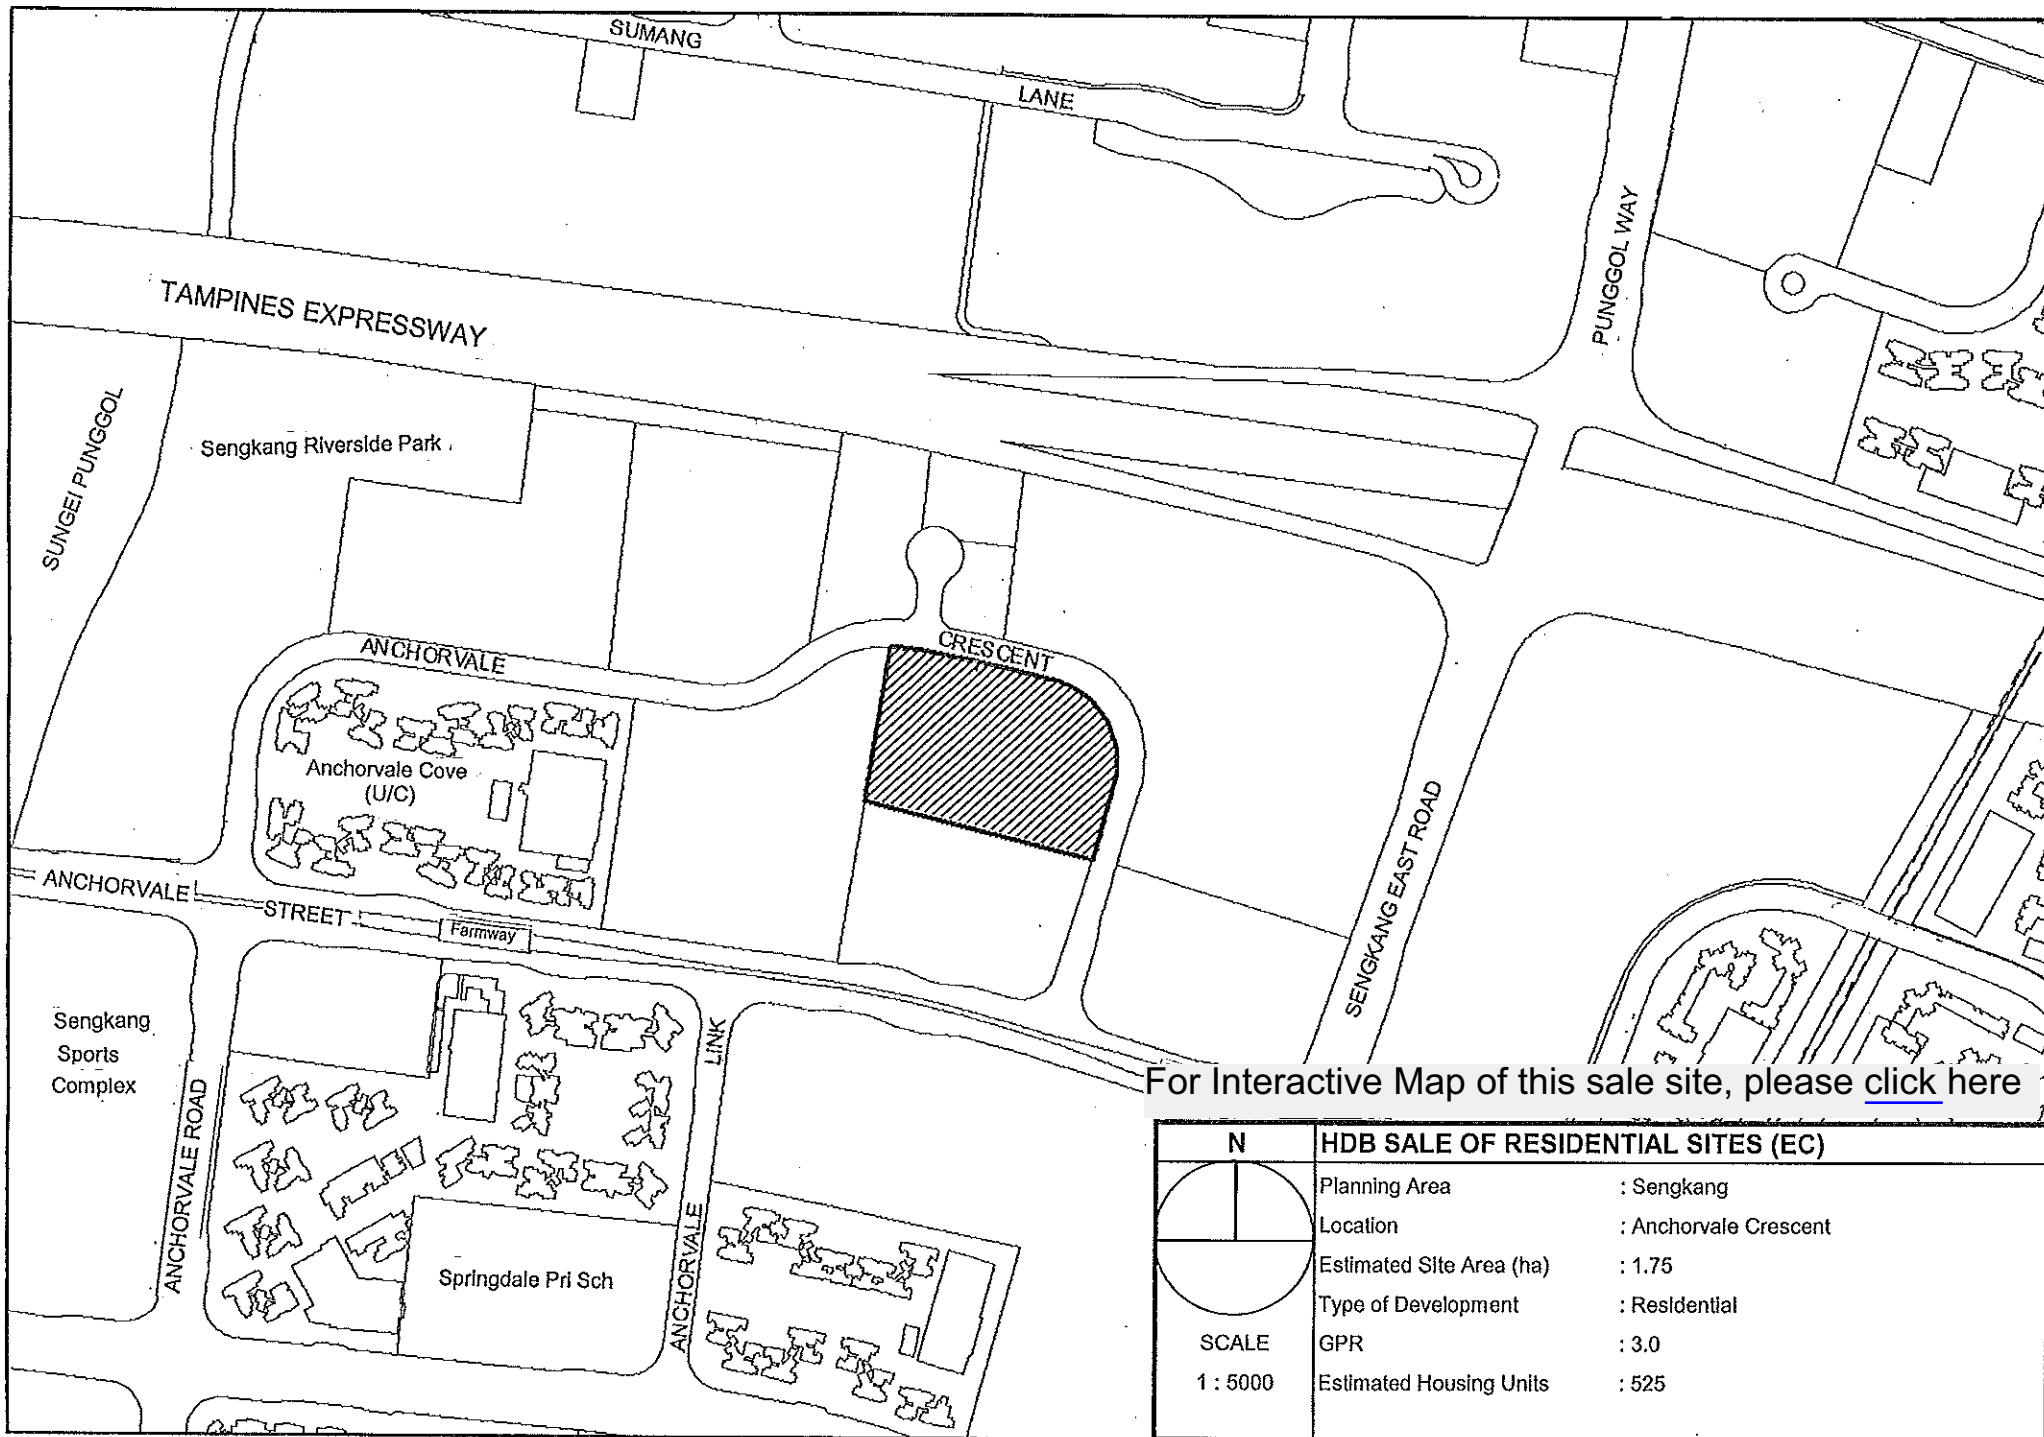 SUMANG
LANE
PUNGGOL WAY
TAMPINES EXPRESSWAY
SUNGEI PUNGGOL
Sengkang Riverside Park
ANCHORVALE
CRESCENT
Anchorvale Cove
(U/C)
SENGKANG EAST ROAD
ANCHORVALE
STREET
Farmway
Sengkang
Sports
Complex
ANCHORVALE ROAD
LINK
ANCHORVALE
Springdale Pri Sch
For Interactive Map of this sale site, please click here
N
HDB SALE OF RESIDENTIAL SITES (EC)
Planning Area : Sengkang
Location : Anchorvale Crescent
Estimated Site Area (ha) : 1.75
Type of Development : Residential
SCALE
GPR : 3.0
1 : 5000
Estimated Housing Units : 525